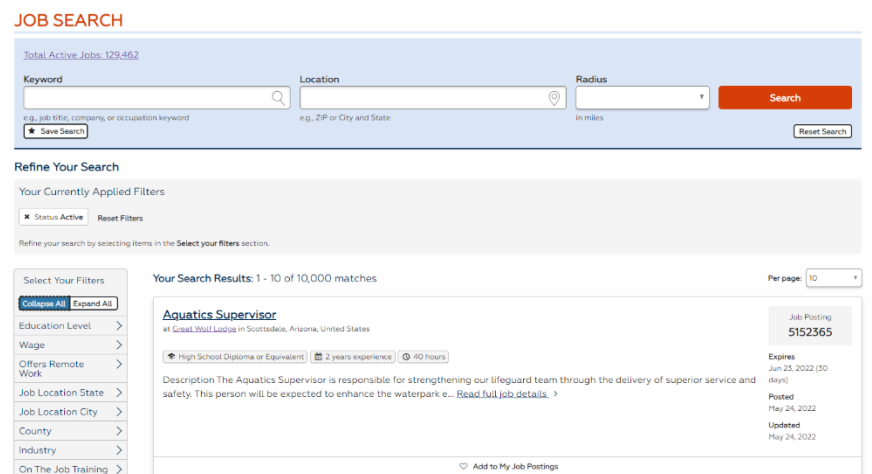 JOB SEARCH
Total Active Jobs: 129,462
Keyword
Location
Radius
Search
e.g., job title, company, or occupation keyword
e.g., ZIP or City and State
in miles
★ Save Search
Reset Search
Refine Your Search
Your Currently Applied Filters
✖ Status Active
Reset Filters
Refine your search by selecting items in the Select your filters section.
Select Your Filters
Collapse All
Expand All
Education Level
Wage
Offers Remote
Work
Job Location State
Job Location City
County
Industry
On The Job Training
Your Search Results: 1 - 10 of 10,000 matches
Per page: 10
Aquatics Supervisor
at Great Wolf Lodge in Scottsdale, Arizona, United States
High School Diploma or Equivalent
2 years experience
40 hours
Description The Aquatics Supervisor is responsible for strengthening our lifeguard team through the delivery of superior service and
safety. This person will be expected to enhance the waterpark e... Read full job details >
Job Posting
5152365
Expires
Jun 23, 2022 (30
days)
Posted
May 24, 2022
Updated
May 24, 2022
♡ Add to My Job Postings